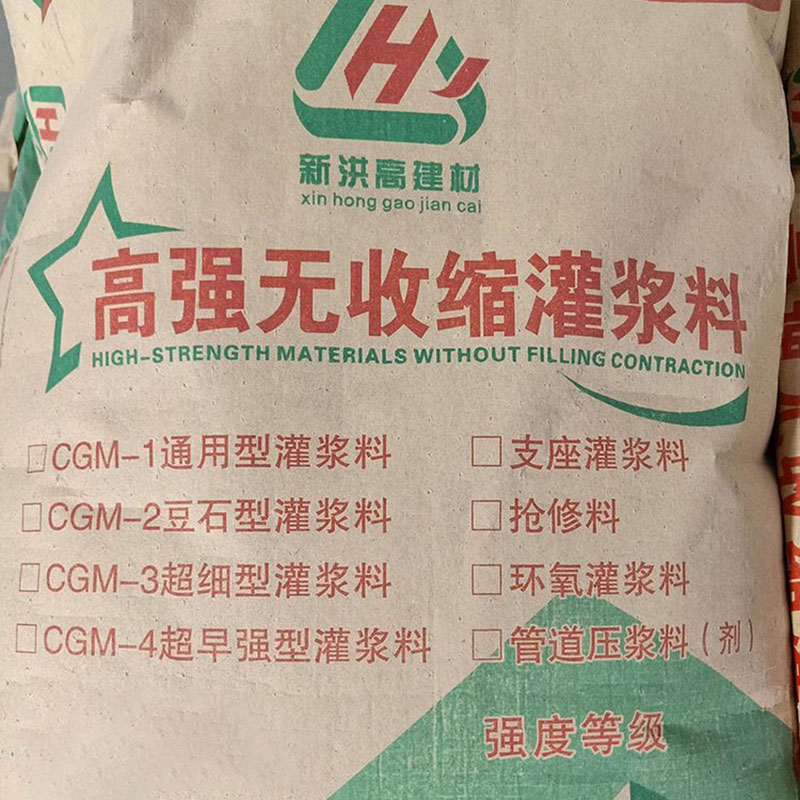 新洪高建材
xin hong gao jian cai
高强无收缩灌浆料
HIGH-STRENGTH MATERIALS WITHOUT FILLING CONTRACTION
□CGM-1通用型灌浆料
□支座灌浆料
□CGM-2豆石型灌浆料
□抢修料
□CGM-3超细型灌浆料
□环氧灌浆料
□CGM-4超早强型灌浆料
□管道压浆料（剂）
强度等级